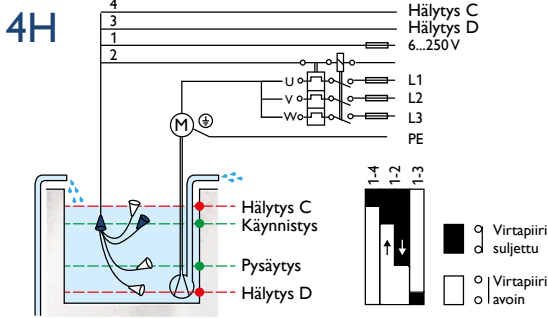 4H
4
Hälytys C
3
Hälytys D
1
6...250 V
2
U
L1
V
L2
W
L3
M
PE
1-4
1-2
1-3
Hälytys C
Käynnistys
Pysäytys
Hälytys D
Virtapiiri
suljettu
Virtapiiri
avoin